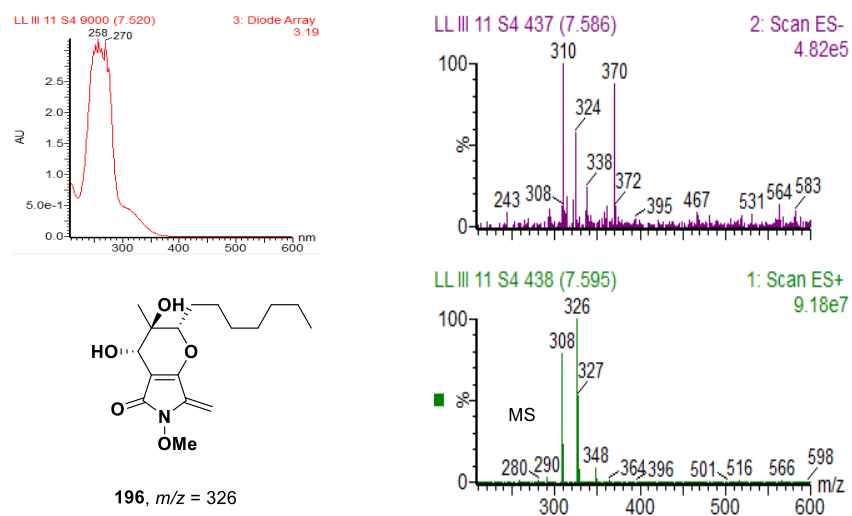 LL III 11 S4 9000 (7.520) 3: Diode Array
3.19
258 270
AU
2.5
2.0
1.5
1.0
5.0e-1
0.0
300 400 500 600 nm
LL III 11 S4 437 (7.586) 2: Scan ES-
4.82e5
100
%
0
310
370
324
338
372
243 308 395 467 531 564 583
LL III 11 S4 438 (7.595) 1: Scan ES+
9.18e7
100
%
0
326
308
327
MS
348
280 290 364 396 501 516 566 598
300 400 500 600 m/z
OH
HO
O
O
N
OMe
196, m/z = 326